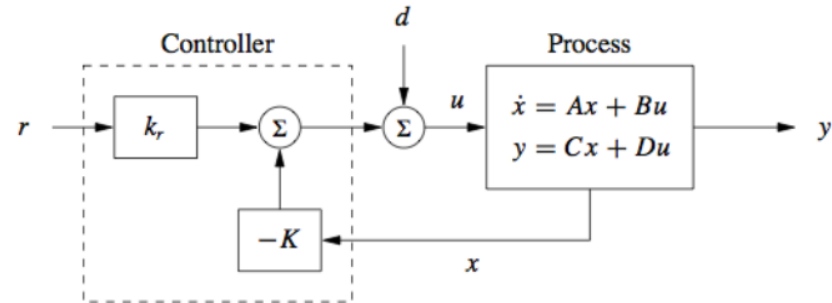 d
Controller
Process
r
k_r
Σ
Σ
u
ẋ = Ax + Bu
y = Cx + Du
y
−K
x